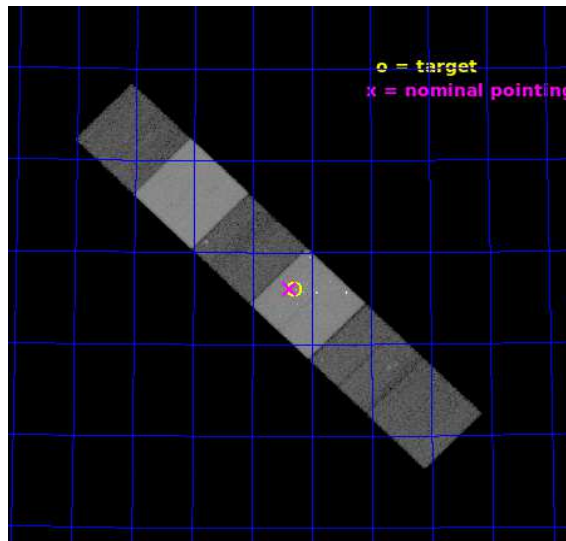 o = target
x = nominal pointing